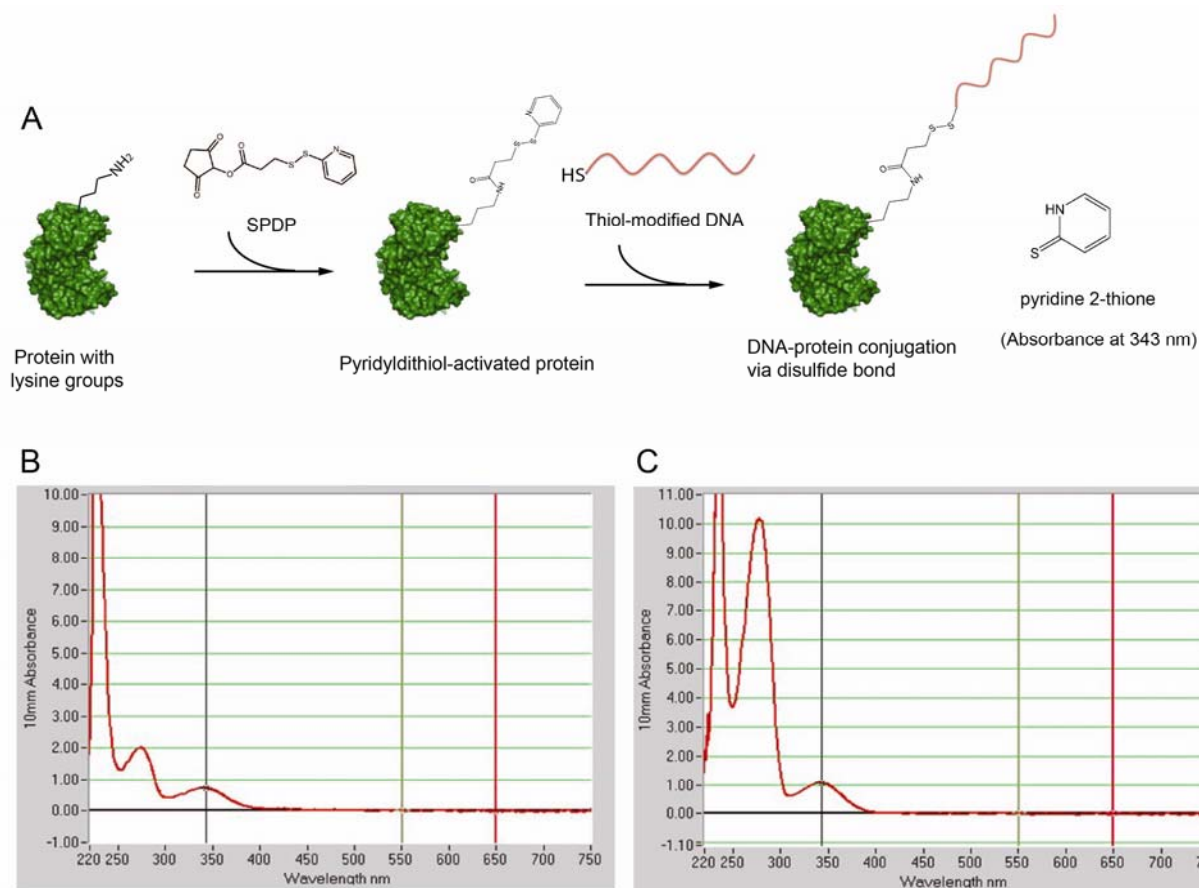 A
NH2
O
O
O
O
S
S
N
SPDP
Protein with
lysine groups
N
S
S
O
NH
Pyridyldithiol-activated protein
HS
Thiol-modified DNA
S
S
O
NH
DNA-protein conjugation
via disulfide bond
HN
S
pyridine 2-thione
(Absorbance at 343 nm)
B
10mm Absorbance
10.00
9.00
8.00
7.00
6.00
5.00
4.00
3.00
2.00
1.00
0.00
-1.00
220 250 300 350 400 450 500 550 600 650 700 750
Wavelength nm
C
10mm Absorbance
11.00
10.00
9.00
8.00
7.00
6.00
5.00
4.00
3.00
2.00
1.00
0.00
-1.10
220 250 300 350 400 450 500 550 600 650 700
Wavelength nm